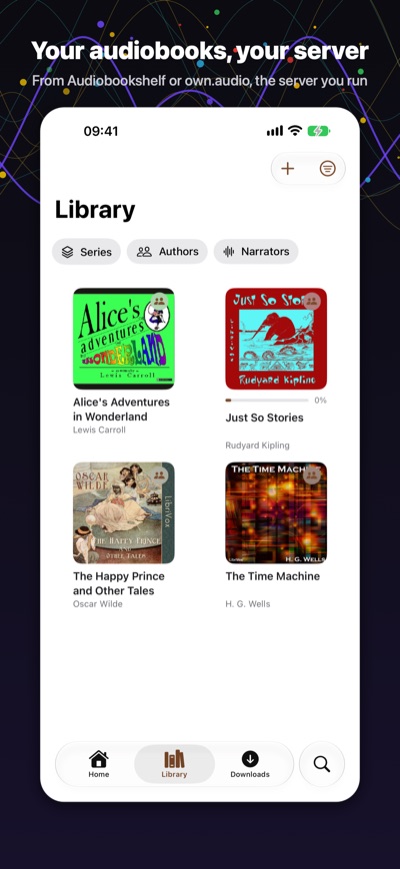 Your audiobooks, your server
From Audiobookshelf or own.audio, the server you run
09:41
Library
Series
Authors
Narrators
Alice's
adventures
in
WONDERLAND
Lewis Carroll
Just So Stories
Rudyard Kipling
Alice's Adventures
in Wonderland
Lewis Carroll
0%
Just So Stories
Rudyard Kipling
OSCAR
WILDE
LibriVox
THE HAPPY PRINCE
AND
OTHER TALES
THE TIME MACHINE
H. G. WELLS
The Happy Prince
and Other Tales
Oscar Wilde
The Time Machine
H. G. Wells
Home
Library
Downloads